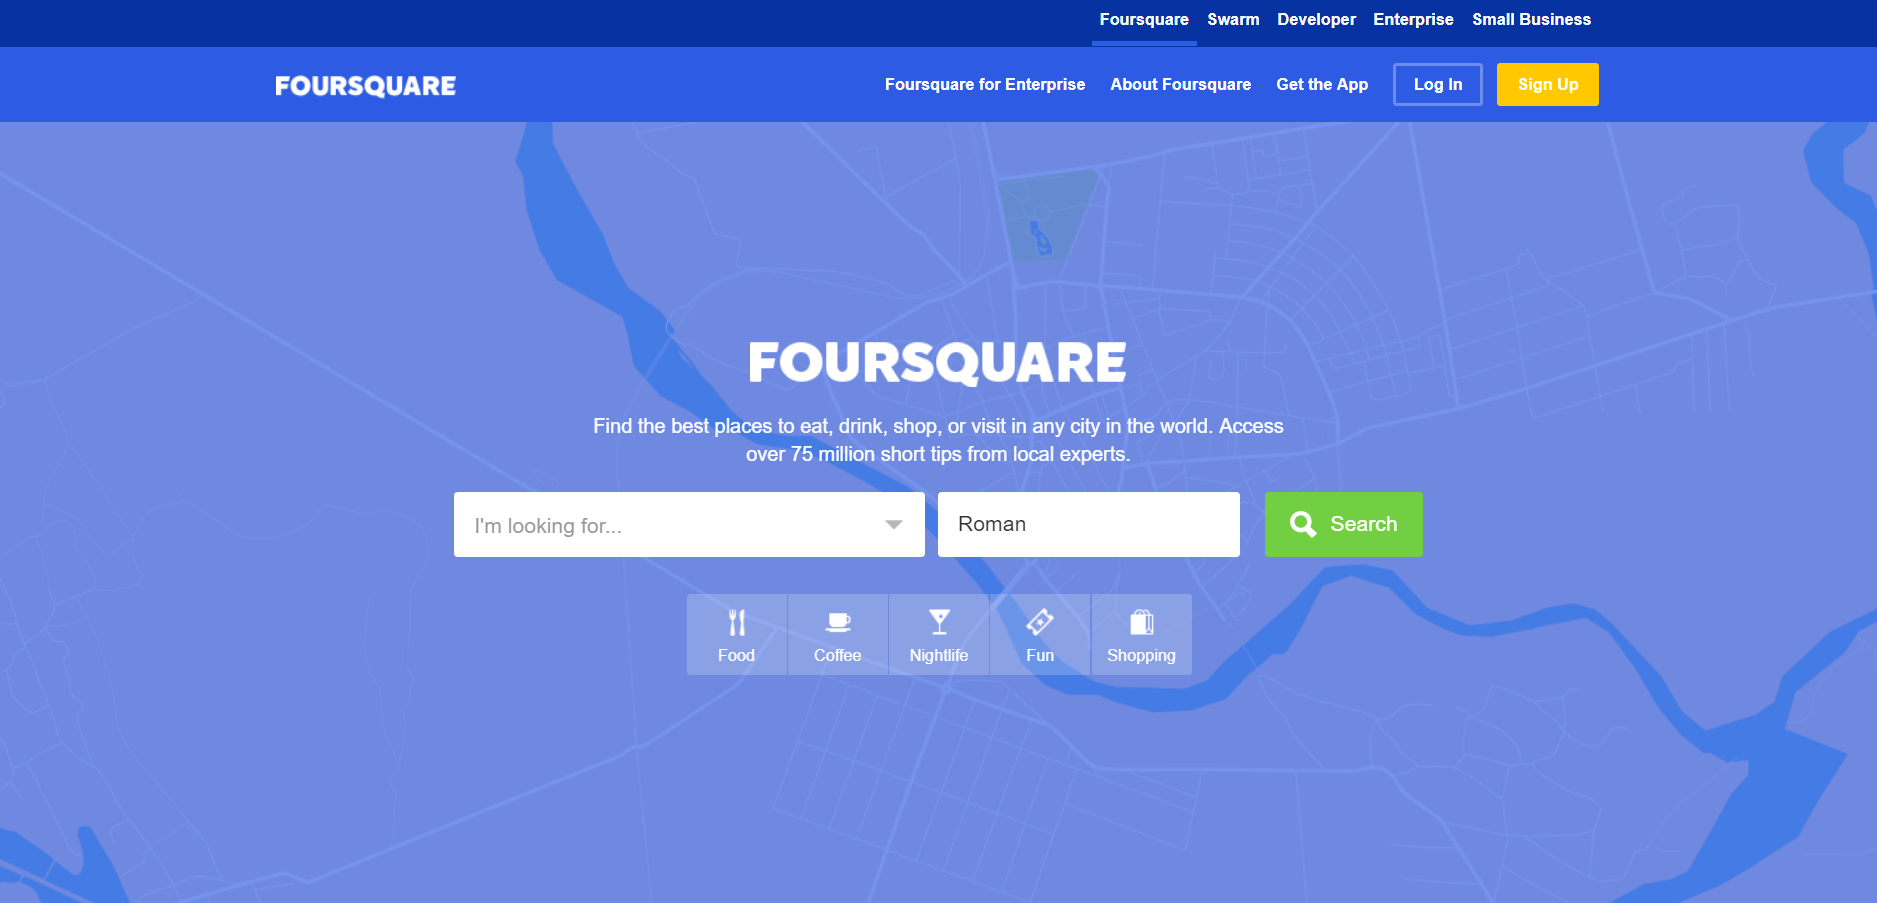 Foursquare Swarm Developer Enterprise Small Business
FOURSQUARE Foursquare for Enterprise About Foursquare Get the App Log In Sign Up
FOURSQUARE
Find the best places to eat, drink, shop, or visit in any city in the world. Access
over 75 million short tips from local experts.
I'm looking for... Roman Search
Food Coffee Nightlife Fun Shopping